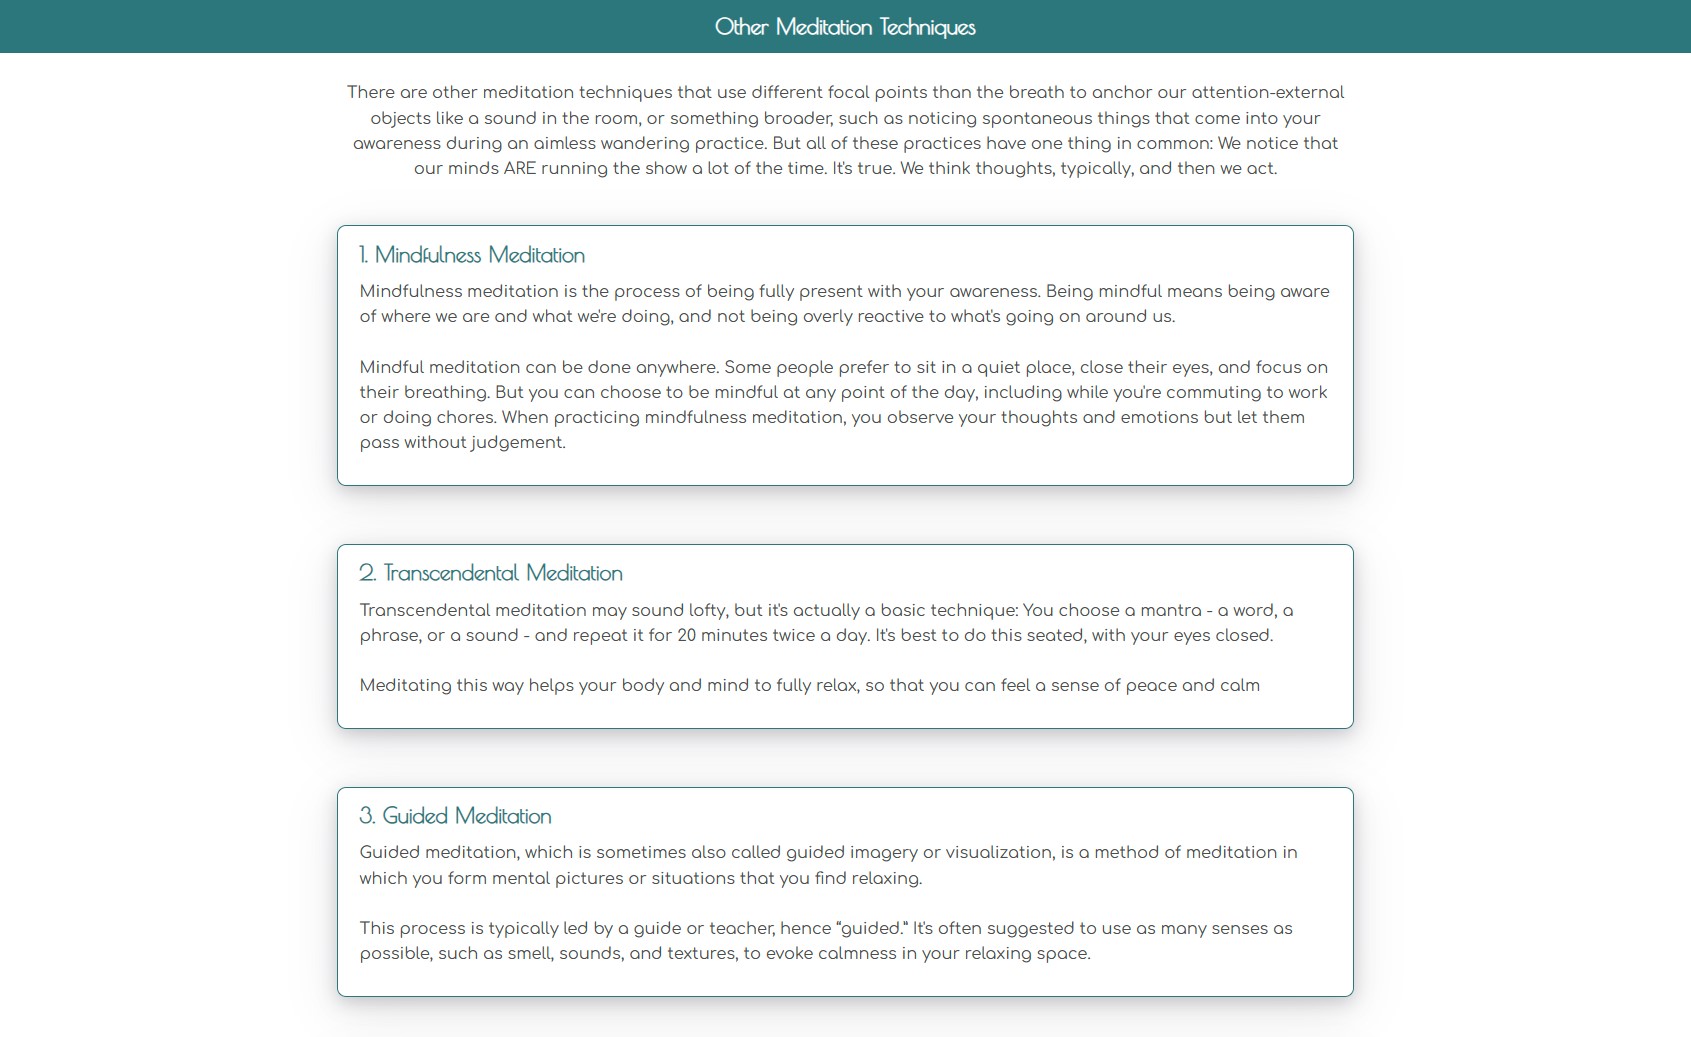 Other Meditation Techniques
There are other meditation techniques that use different focal points than the breath to anchor our attention-external
objects like a sound in the room, or something broader, such as noticing spontaneous things that come into your
awareness during an aimless wandering practice. But all of these practices have one thing in common: We notice that
our minds ARE running the show a lot of the time. It's true. We think thoughts, typically, and then we act.
1. Mindfulness Meditation
Mindfulness meditation is the process of being fully present with your awareness. Being mindful means being aware
of where we are and what we're doing, and not being overly reactive to what's going on around us.
Mindful meditation can be done anywhere. Some people prefer to sit in a quiet place, close their eyes, and focus on
their breathing. But you can choose to be mindful at any point of the day, including while you're commuting to work
or doing chores. When practicing mindfulness meditation, you observe your thoughts and emotions but let them
pass without judgement.
2. Transcendental Meditation
Transcendental meditation may sound lofty, but it's actually a basic technique: You choose a mantra - a word, a
phrase, or a sound - and repeat it for 20 minutes twice a day. It's best to do this seated, with your eyes closed.
Meditating this way helps your body and mind to fully relax, so that you can feel a sense of peace and calm
3. Guided Meditation
Guided meditation, which is sometimes also called guided imagery or visualization, is a method of meditation in
which you form mental pictures or situations that you find relaxing.
This process is typically led by a guide or teacher, hence “guided.” It's often suggested to use as many senses as
possible, such as smell, sounds, and textures, to evoke calmness in your relaxing space.